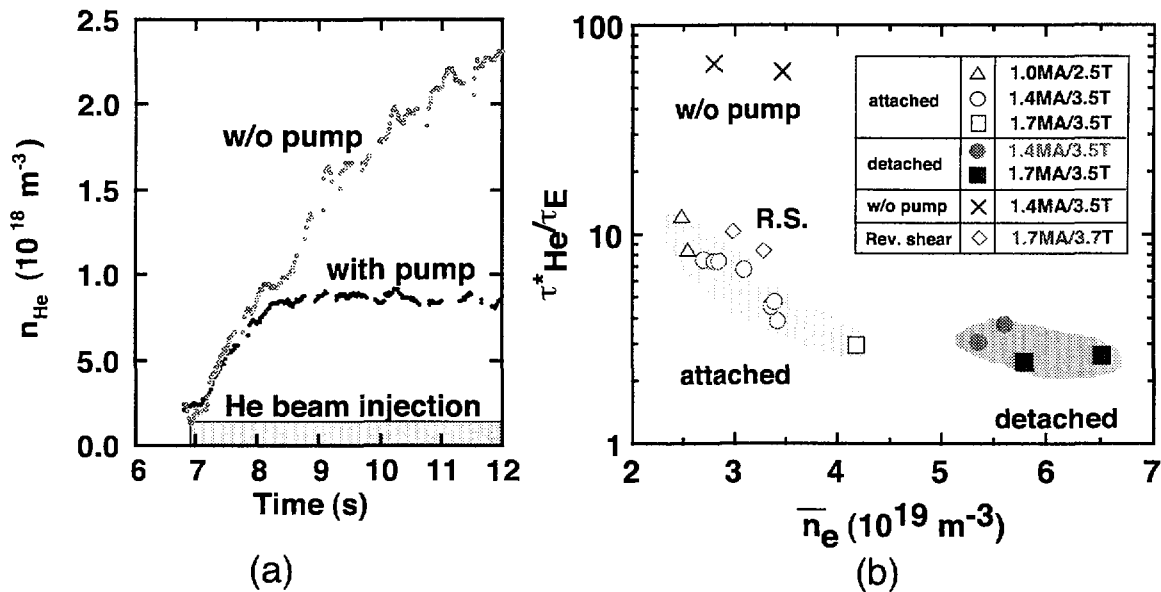 2.5
2.0
1.5
1.0
5.0
0.0
n_He (10^18 m^-3)
w/o pump
with pump
He beam injection
6 7 8 9 10 11 12
Time (s)
(a)
100
10
1
τ*_He/τ_E
w/o pump
R.S.
attached
detached
attached △ 1.0MA/2.5T
○ 1.4MA/3.5T
□ 1.7MA/3.5T
detached ● 1.4MA/3.5T
■ 1.7MA/3.5T
w/o pump × 1.4MA/3.5T
Rev. shear ◇ 1.7MA/3.7T
2 3 4 5 6 7
n̅_e (10^19 m^-3)
(b)